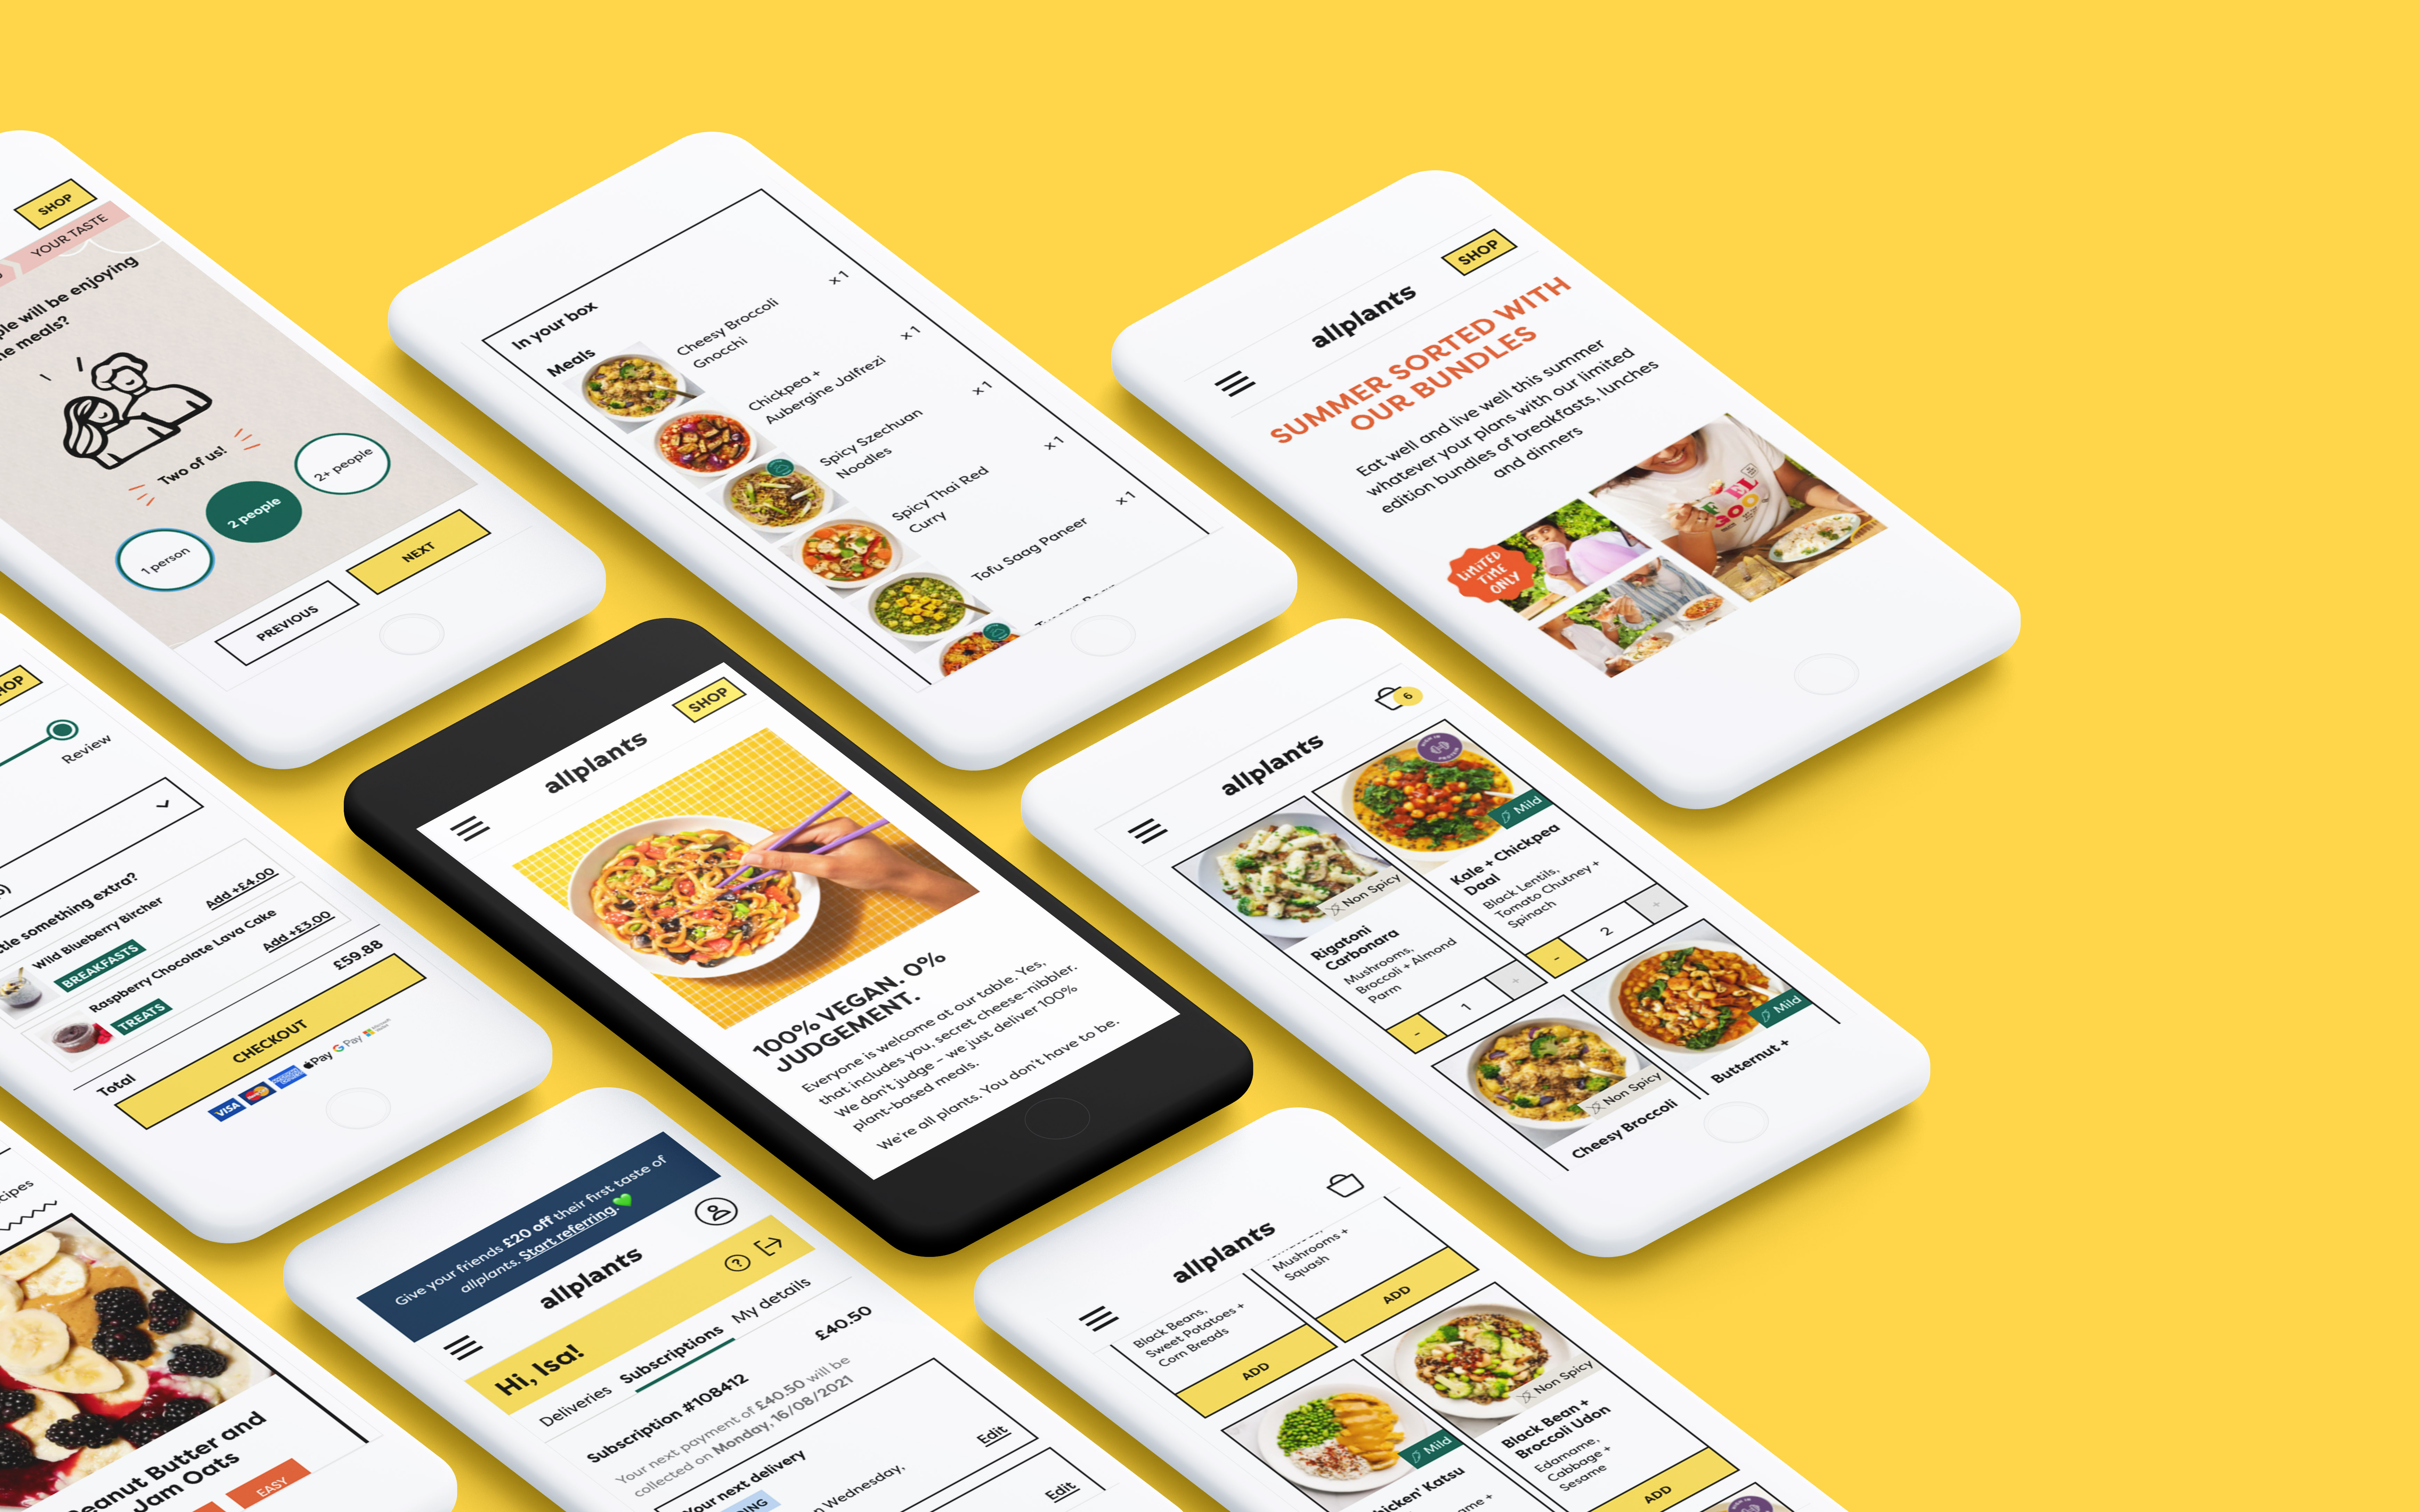 SHOP
YOUR TASTE
ple will be enjoying
he meals?
Two of us!
1 person
2 people
2+ people
PREVIOUS
NEXT
In your box
Meals
Cheesy Broccoli
Gnocchi
×1
Chickpea +
Aubergine Jalfrezi
×1
Spicy Szechuan
Noodles
×1
Spicy Thai Red
Curry
×1
Tofu Saag Paneer
×1
SHOP
allplants
SUMMER SORTED WITH
OUR BUNDLES
Eat well and live well this summer
whatever your plans with our limited
edition bundles of breakfasts, lunches
and dinners
LIMITED
TIME
ONLY
HOP
Review
tle something extra?
Wild Blueberry Bircher
BREAKFASTS
Add +£4.00
Raspberry Chocolate Lava Cake
TREATS
Add +£3.00
Total
£59.88
CHECKOUT
VISA
Pay
G Pay
SHOP
allplants
100% VEGAN. 0%
JUDGEMENT.
Everyone is welcome at our table. Yes,
that includes you, secret cheese-nibbler.
We don't judge – we just deliver 100%
plant-based meals.
We're all plants. You don't have to be.
6
allplants
Non Spicy
Rigatoni
Carbonara
Mushrooms,
Broccoli + Almond
Parm
- 1 +
Mild
Kale + Chickpea
Daal
Black Lentils,
Tomato Chutney +
Spinach
- 2 +
Non Spicy
Cheesy Broccoli
Mild
Butternut +
cipes
Peanut Butter and
Jam Oats
EASY
Give your friends £20 off their first taste of
allplants. Start referring. 💚
allplants
Hi, Isa!
?
Deliveries
Subscriptions
My details
Subscription #108412
£40.50
Your next payment of £40.50 will be
collected on Monday, 16/08/2021
Your next delivery
Edit
n Wednesday,
Edit
allplants
Black Beans,
Sweet Potatoes +
Corn Breads
ADD
Mushrooms +
Squash
ADD
Mild
hicken' Katsu
Non Spicy
Black Bean +
Broccoli Udon
Edamame,
Cabbage +
Sesame
ADD